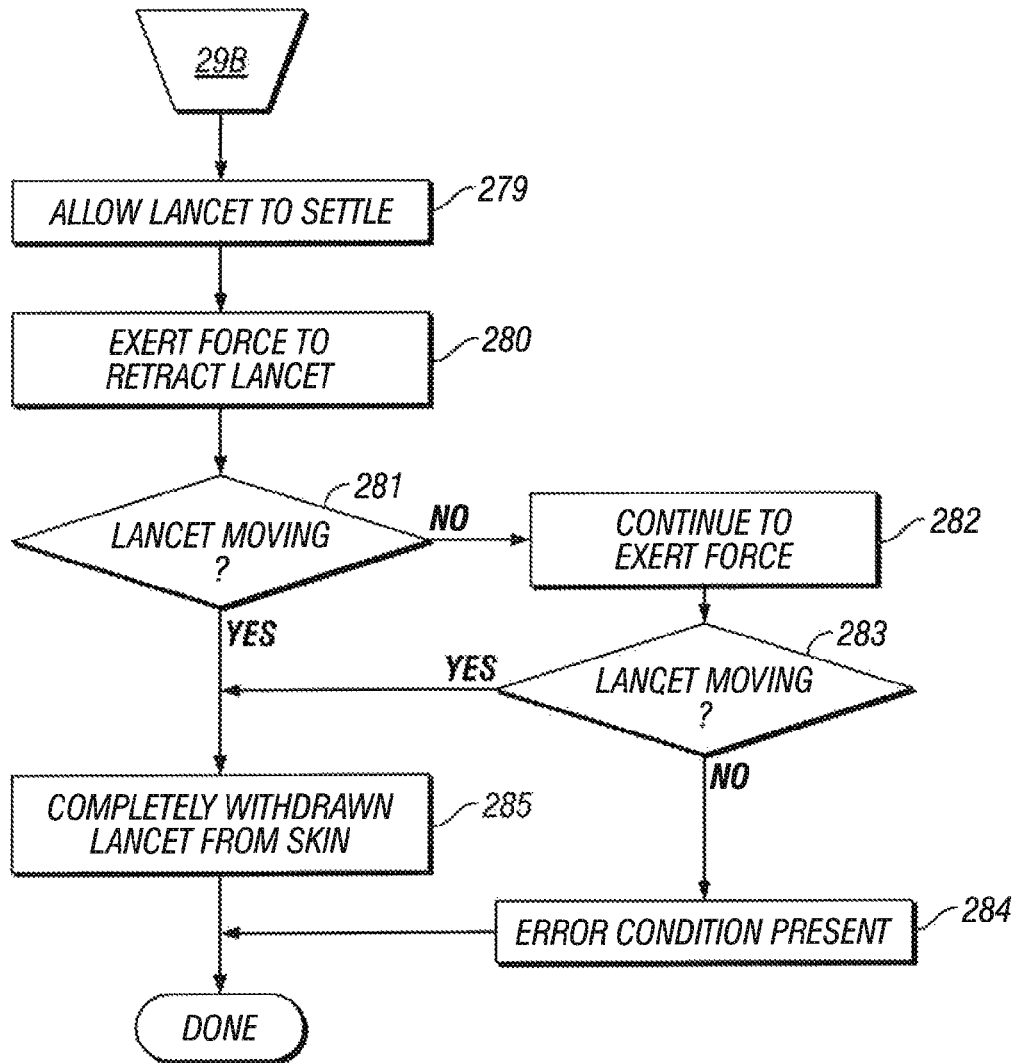 29B
ALLOW LANCET TO SETTLE
279
EXERT FORCE TO
RETRACT LANCET
280
281
LANCET MOVING
?
NO
YES
CONTINUE TO
EXERT FORCE
282
283
LANCET MOVING
?
YES
NO
COMPLETELY WITHDRAWN
LANCET FROM SKIN
285
ERROR CONDITION PRESENT
284
DONE